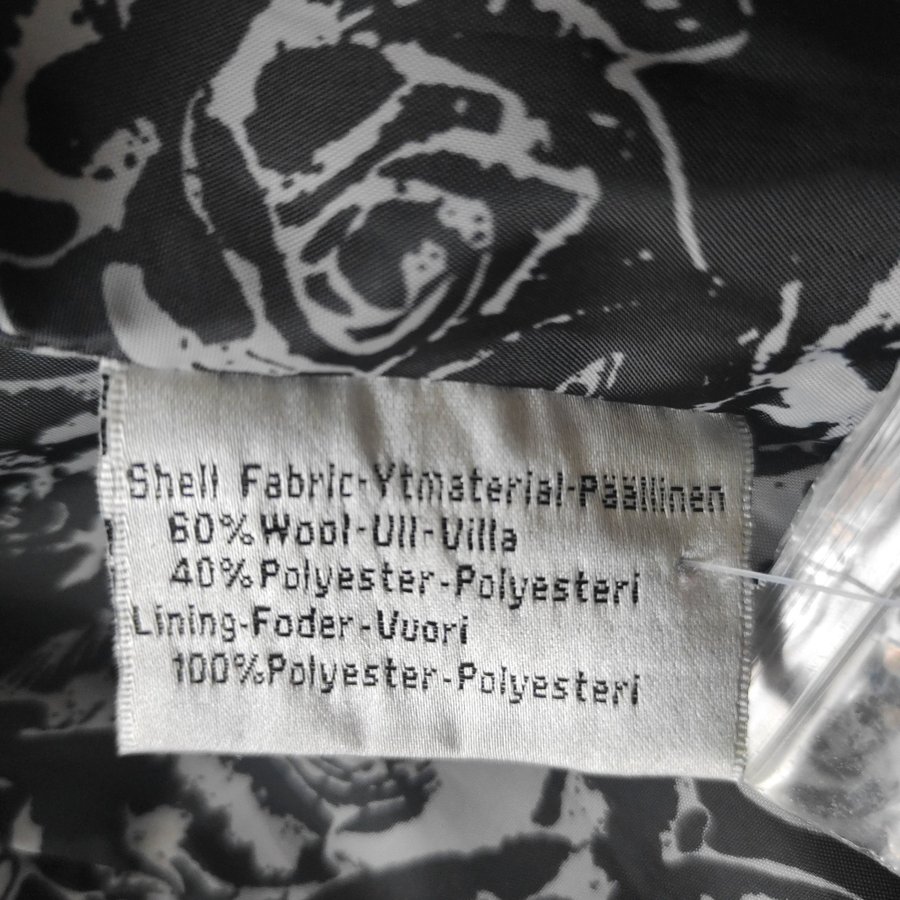 Shell Fabric-Ytmaterial-Päällinen
60%Wool-Ull-Villa
40%Polyester-Polyesteri
Lining-Foder-Vuori
100%Polyester-Polyesteri